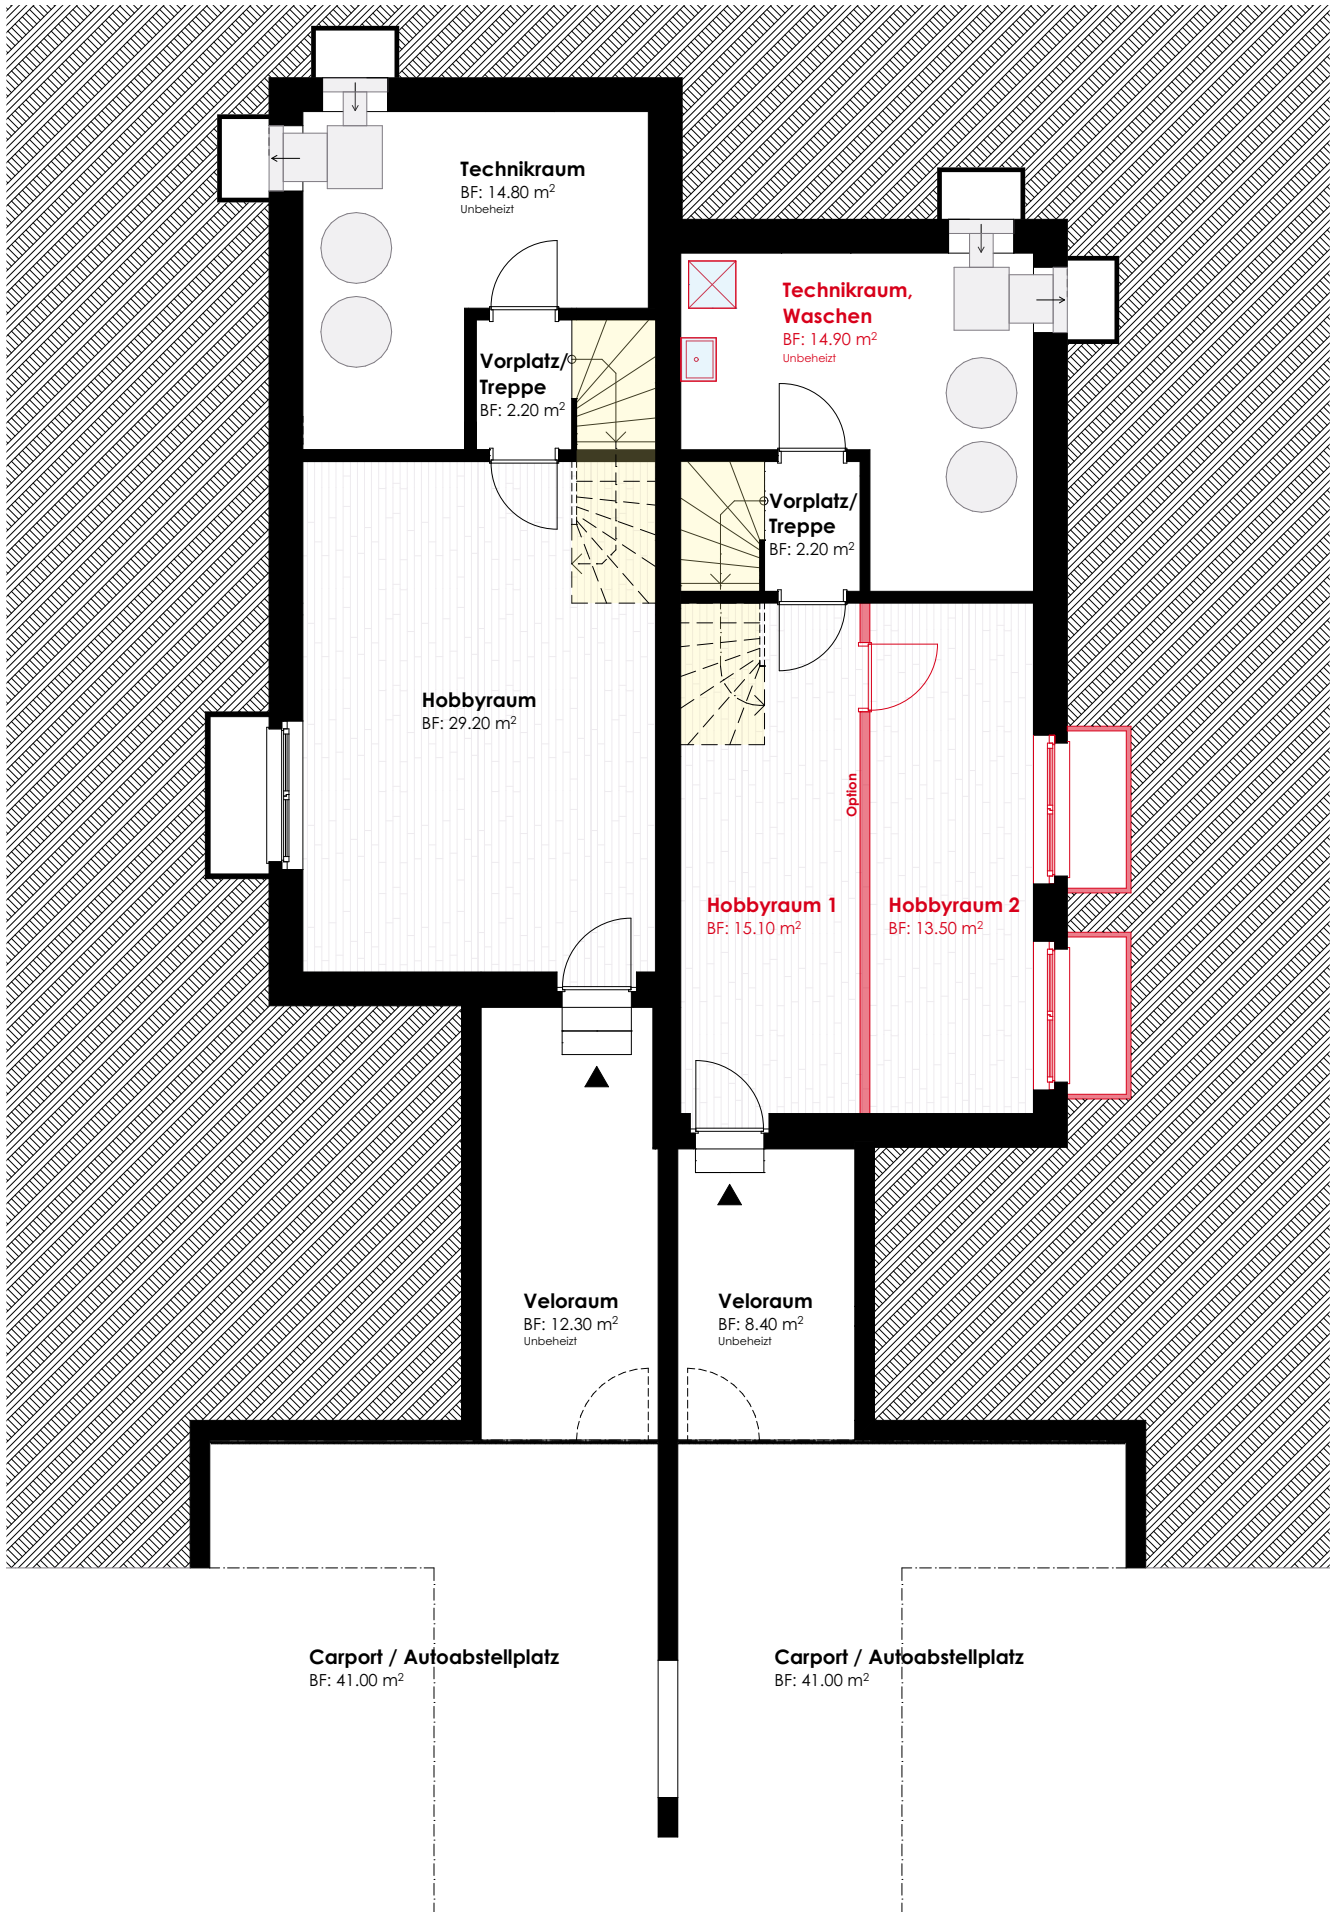 Technikraum
BF: 14.80 m²
Unbeheizt
Technikraum,
Waschen
BF: 14.90 m²
Unbeheizt
Vorplatz/
Treppe
BF: 2.20 m²
Vorplatz/
Treppe
BF: 2.20 m²
Hobbyraum
BF: 29.20 m²
Option
Hobbyraum 1
BF: 15.10 m²
Hobbyraum 2
BF: 13.50 m²
Veloraum
BF: 12.30 m²
Unbeheizt
Veloraum
BF: 8.40 m²
Unbeheizt
Carport / Autoabstellplatz
BF: 41.00 m²
Carport / Autoabstellplatz
BF: 41.00 m²